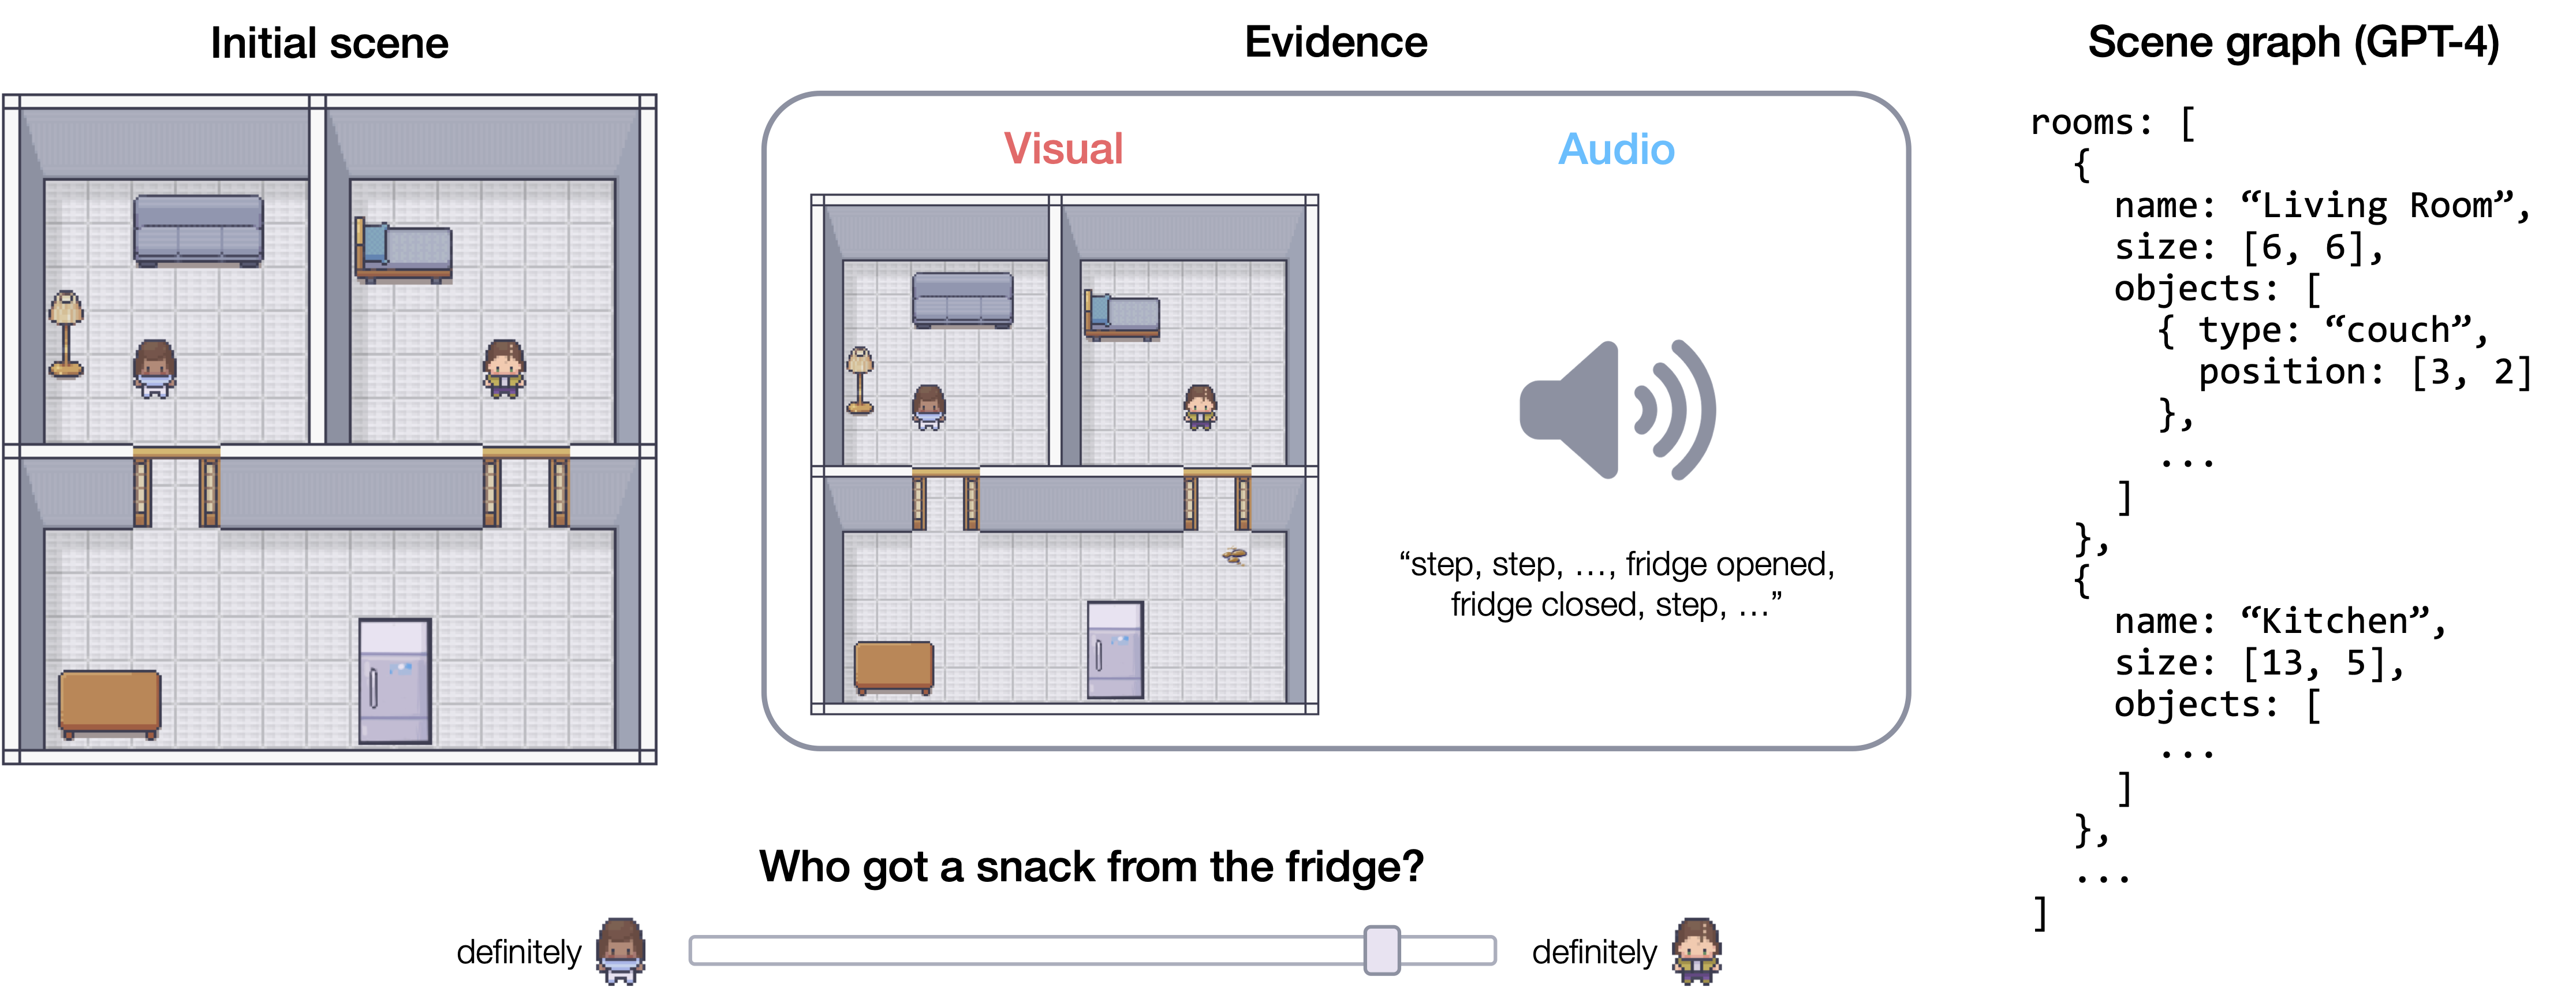 Initial scene
Evidence
Visual
Audio
“step, step, …, fridge opened,
fridge closed, step, …”
Who got a snack from the fridge?
definitely
definitely
Scene graph (GPT-4)
rooms: [
{
name: “Living Room”,
size: [6, 6],
objects: [
{ type: “couch”,
position: [3, 2]
},
...
]
},
{
name: “Kitchen”,
size: [13, 5],
objects: [
...
]
},
...
]